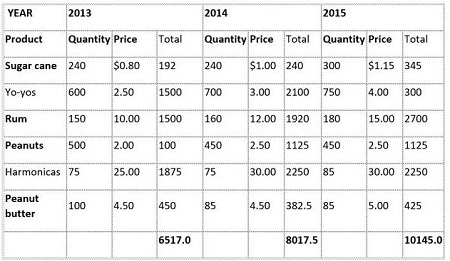 YEAR 2013 2014 2015
Product Quantity Price Total Quantity Price Total Quantity Price Total
Sugar cane 240 $0.80 192 240 $1.00 240 300 $1.15 345
Yo-yos 600 2.50 1500 700 3.00 2100 750 4.00 300
Rum 150 10.00 1500 160 12.00 1920 180 15.00 2700
Peanuts 500 2.00 100 450 2.50 1125 450 2.50 1125
Harmonicas 75 25.00 1875 75 30.00 2250 85 30.00 2250
Peanut
butter 100 4.50 450 85 4.50 382.5 85 5.00 425
6517.0 8017.5 10145.0